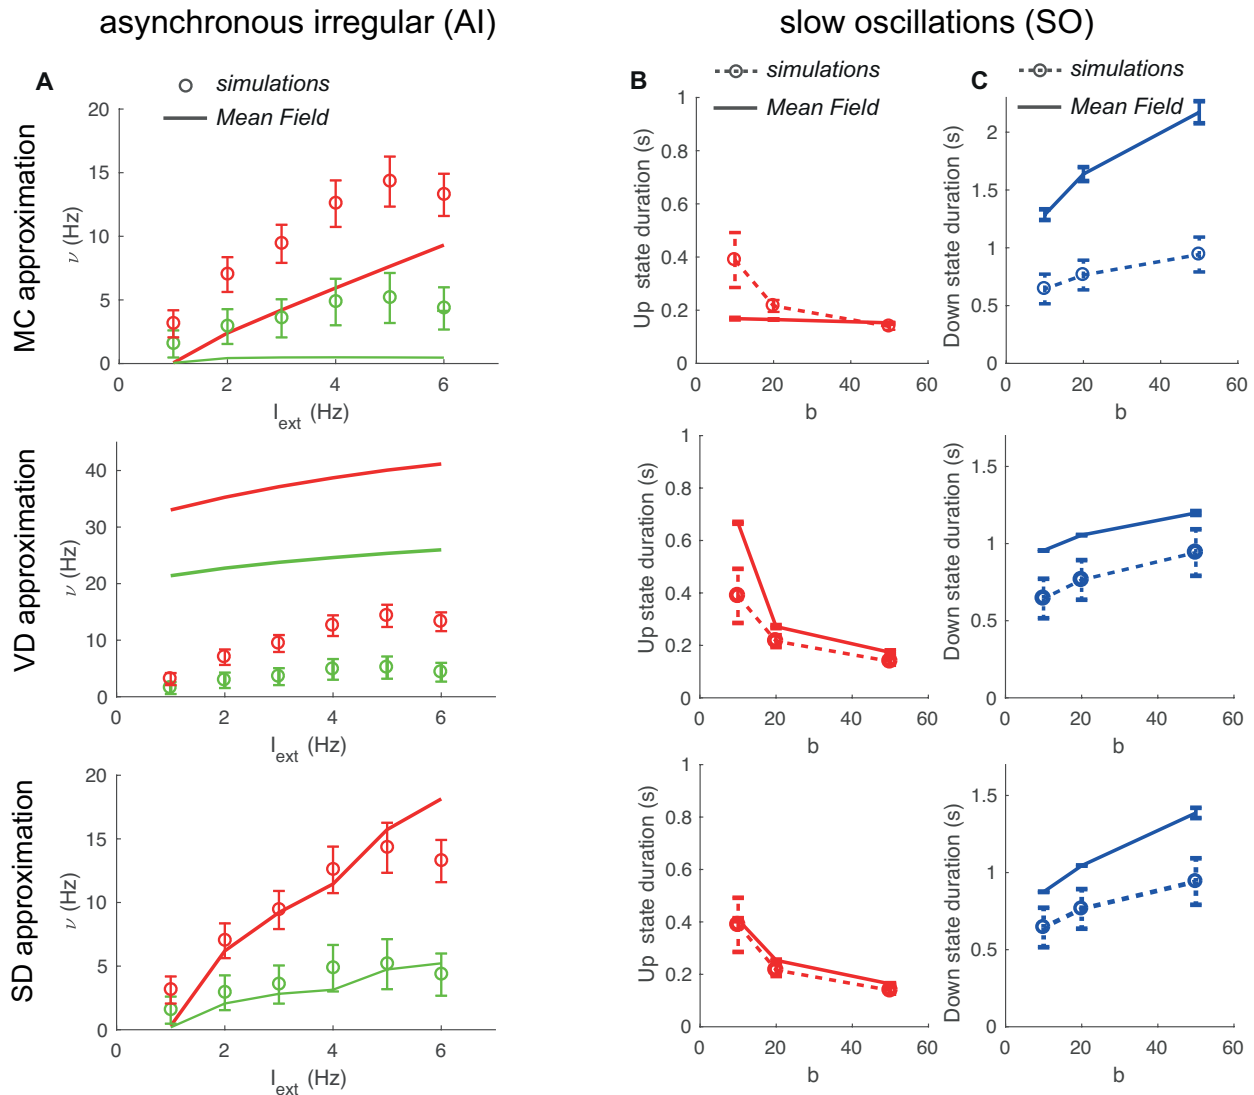 asynchronous irregular (AI)
slow oscillations (SO)
A
simulations
Mean Field
B
simulations
Mean Field
C
simulations
Mean Field
MC approximation
ν (Hz)
20
15
10
5
0
0 2 4 6
I_ext (Hz)
Up state duration (s)
1
0.8
0.6
0.4
0.2
0
0 20 40 60
b
Down state duration (s)
2
1.5
1
0.5
0
0 20 40 60
b
VD approximation
ν (Hz)
40
30
20
10
0
0 2 4 6
I_ext (Hz)
Up state duration (s)
1
0.8
0.6
0.4
0.2
0
0 20 40 60
b
Down state duration (s)
1.5
1
0.5
0
0 20 40 60
b
SD approximation
ν (Hz)
20
15
10
5
0
0 2 4 6
I_ext (Hz)
Up state duration (s)
1
0.8
0.6
0.4
0.2
0
0 20 40 60
b
Down state duration (s)
1.5
1
0.5
0
0 20 40 60
b